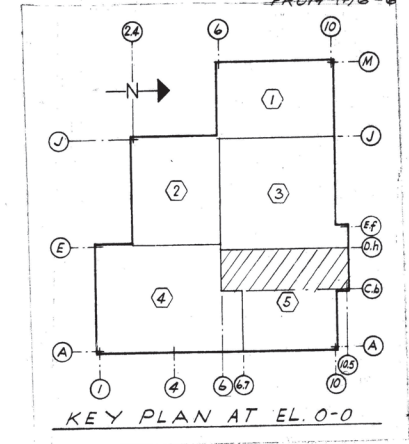 FROM
2.4 6 10
M
N
1
J J
2 3
E.f
E D.h
C.b
4 5
A A
10.5
1 4 6 6.7 10
KEY PLAN AT EL. 0-0